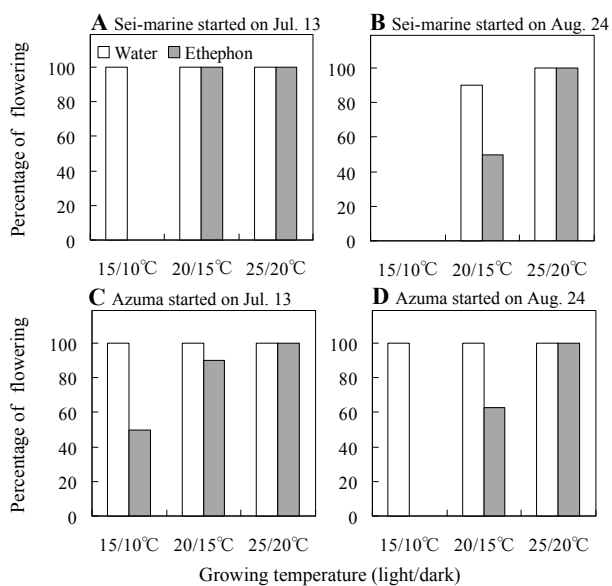 A Sei-marine started on Jul. 13
Water Ethephon
100
80
60
40
20
0
15/10℃ 20/15℃ 25/20℃
Percentage of flowering
B Sei-marine started on Aug. 24
100
80
60
40
20
0
15/10℃ 20/15℃ 25/20℃
C Azuma started on Jul. 13
100
80
60
40
20
0
15/10℃ 20/15℃ 25/20℃
Percentage of flowering
D Azuma started on Aug. 24
100
80
60
40
20
0
15/10℃ 20/15℃ 25/20℃
Growing temperature (light/dark)